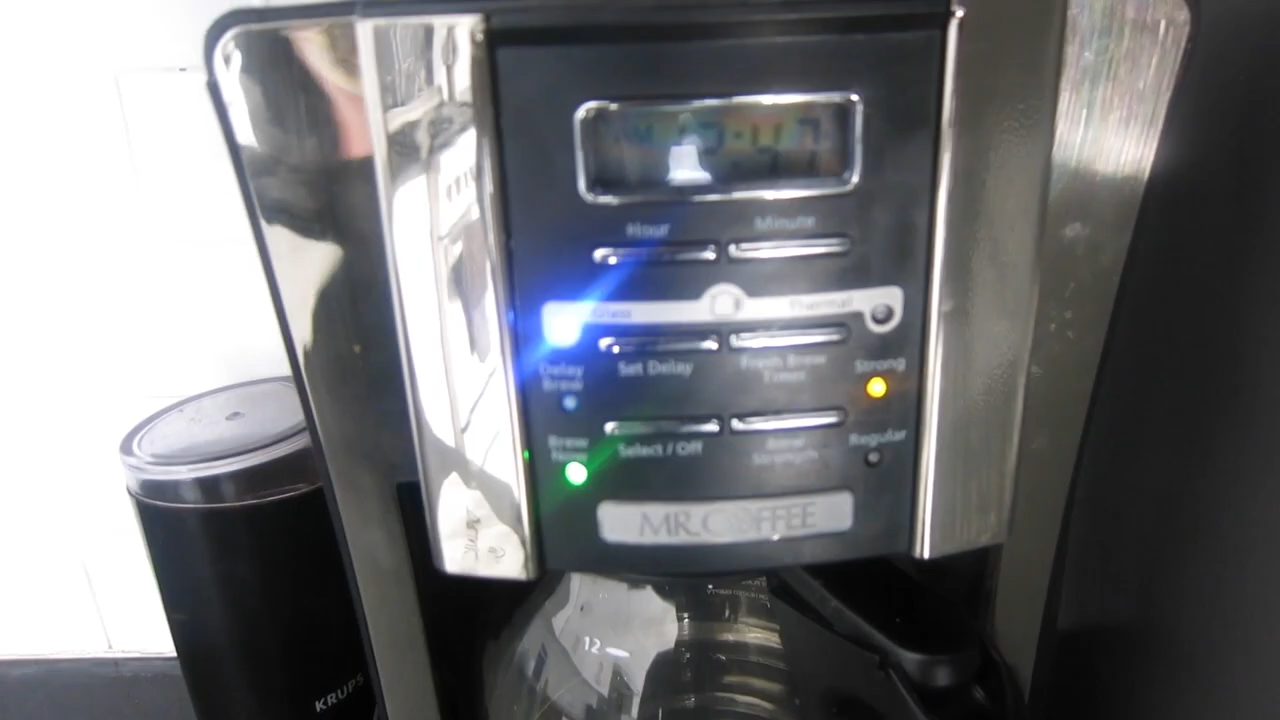 Hour Minute
Glass Thermal
Delay
Brew
Set Delay
Fresh Brew
Timer
Strong
Brew
Now
Select / Off
Brew
Strength
Regular
MR. COFFEE
12
KRUPS